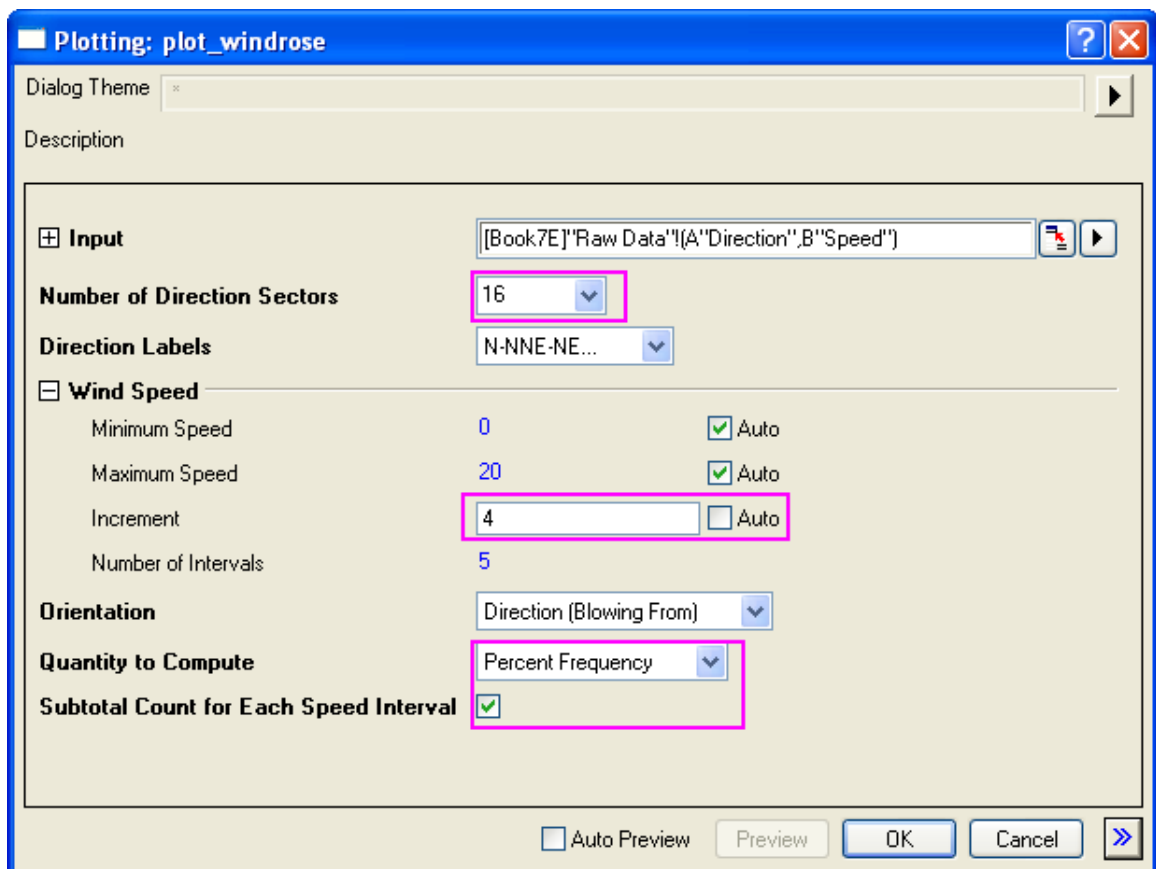 Plotting: plot_windrose
Dialog Theme *
Description
Input [Book7E]"Raw Data"!(A"Direction",B"Speed")
Number of Direction Sectors 16
Direction Labels N-NNE-NE...
Wind Speed
Minimum Speed 0 Auto
Maximum Speed 20 Auto
Increment 4 Auto
Number of Intervals 5
Orientation Direction (Blowing From)
Quantity to Compute Percent Frequency
Subtotal Count for Each Speed Interval
Auto Preview Preview OK Cancel